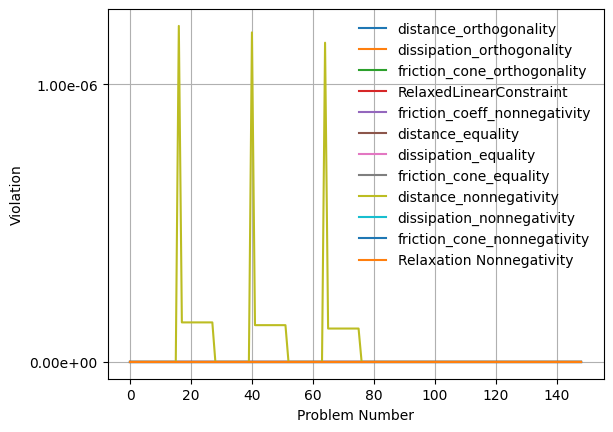 distance_orthogonality
dissipation_orthogonality
friction_cone_orthogonality
RelaxedLinearConstraint
friction_coeff_nonnegativity
distance_equality
dissipation_equality
friction_cone_equality
distance_nonnegativity
dissipation_nonnegativity
friction_cone_nonnegativity
Relaxation Nonnegativity
1.00e-06
0.00e+00
Violation
0 20 40 60 80 100 120 140
Problem Number